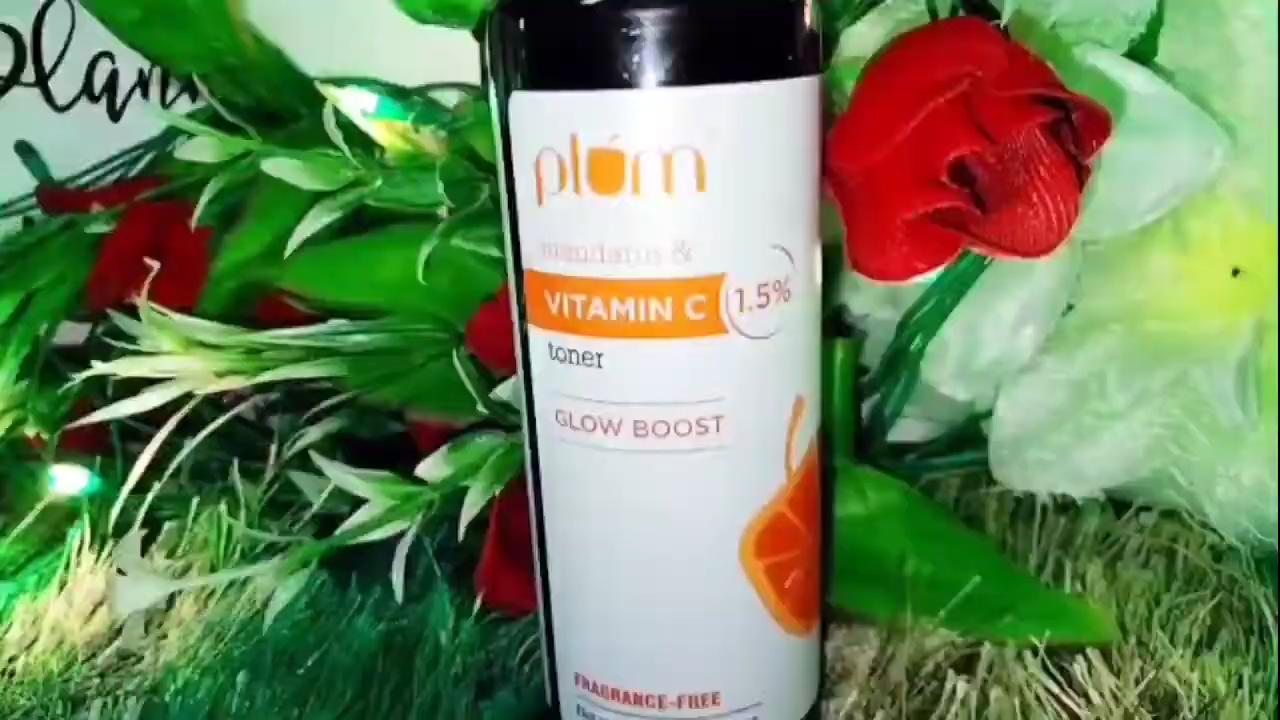 plum
mandarin &
VITAMIN C 1.5%
toner
GLOW BOOST
FRAGRANCE-FREE